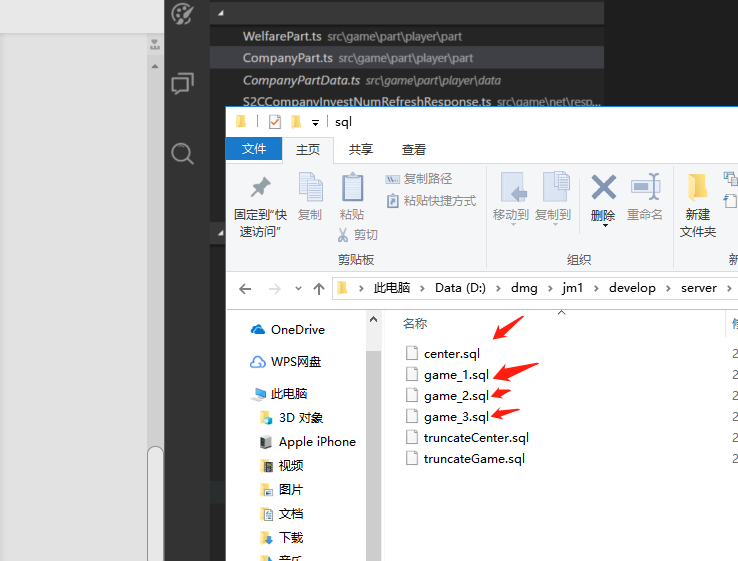 WelfarePart.ts src\game\part\player\part
CompanyPart.ts src\game\part\player\part
CompanyPartData.ts src\game\part\player\data
S2CCompanyInvestNumRefreshResponse.ts src\game\net\resp...
sql
文件 主页 共享 查看
固定到"快速访问"
复制
粘贴
复制路径
粘贴快捷方式
剪切
移动到 复制到 删除 重命名
新建文件夹
剪贴板 组织 新
此电脑 › Data (D:) › dmg › jm1 › develop › server ›
名称
OneDrive
WPS网盘
此电脑
3D 对象
Apple iPhone
视频
图片
文档
下载
音乐
center.sql
game_1.sql
game_2.sql
game_3.sql
truncateCenter.sql
truncateGame.sql